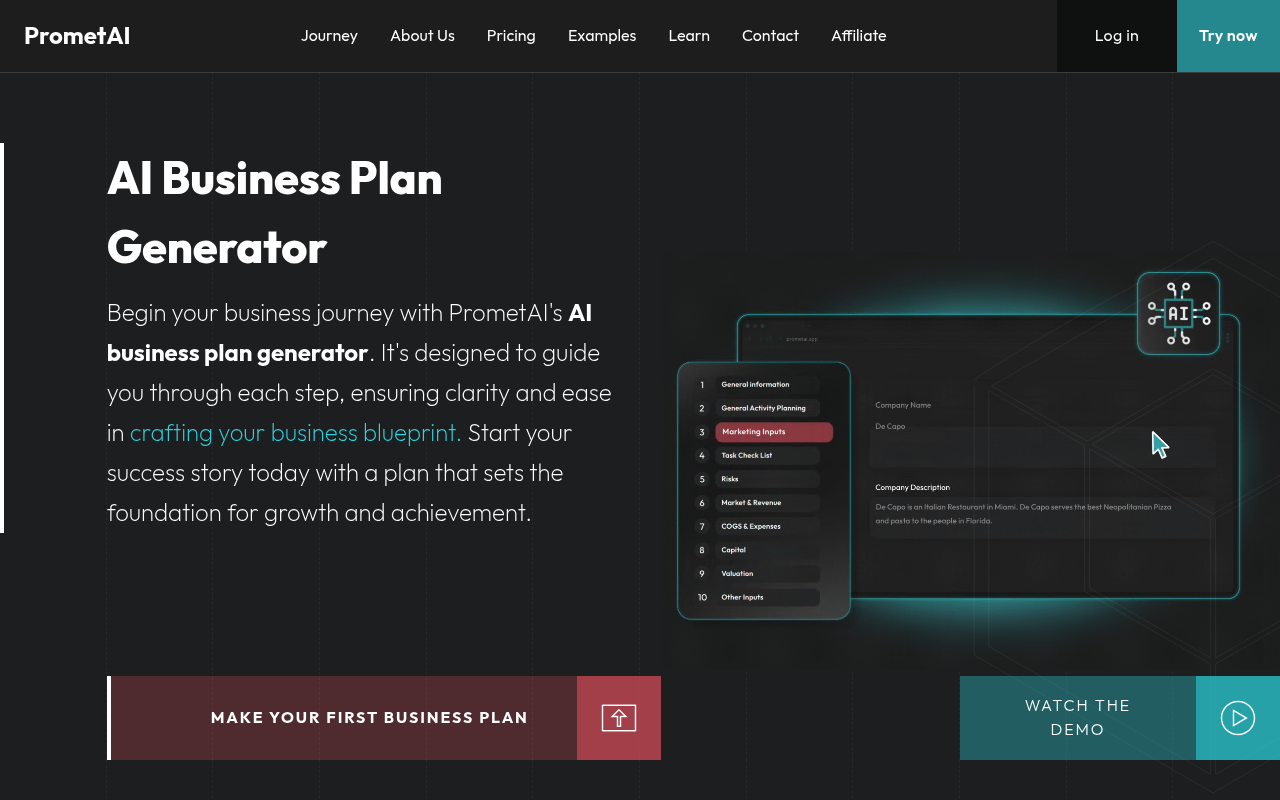 PrometAI
Journey
About Us
Pricing
Examples
Learn
Contact
Affiliate
Log in
Try now
AI Business Plan
Generator
Begin your business journey with PrometAI's AI
business plan generator. It's designed to guide
you through each step, ensuring clarity and ease
in crafting your business blueprint. Start your
success story today with a plan that sets the
foundation for growth and achievement.
promptai.app
AI
1 General information
2 General Activity Planning
3 Marketing Inputs
4 Task Check List
5 Risks
6 Market & Revenue
7 COGS & Expenses
8 Capital
9 Valuation
10 Other Inputs
Company Name
De Capo
Company Description
De Capo is an Italian Restaurant in Miami. De Capo serves the best Neopolitanian Pizza
and pasta to the people in Florida.
MAKE YOUR FIRST BUSINESS PLAN
WATCH THE
DEMO